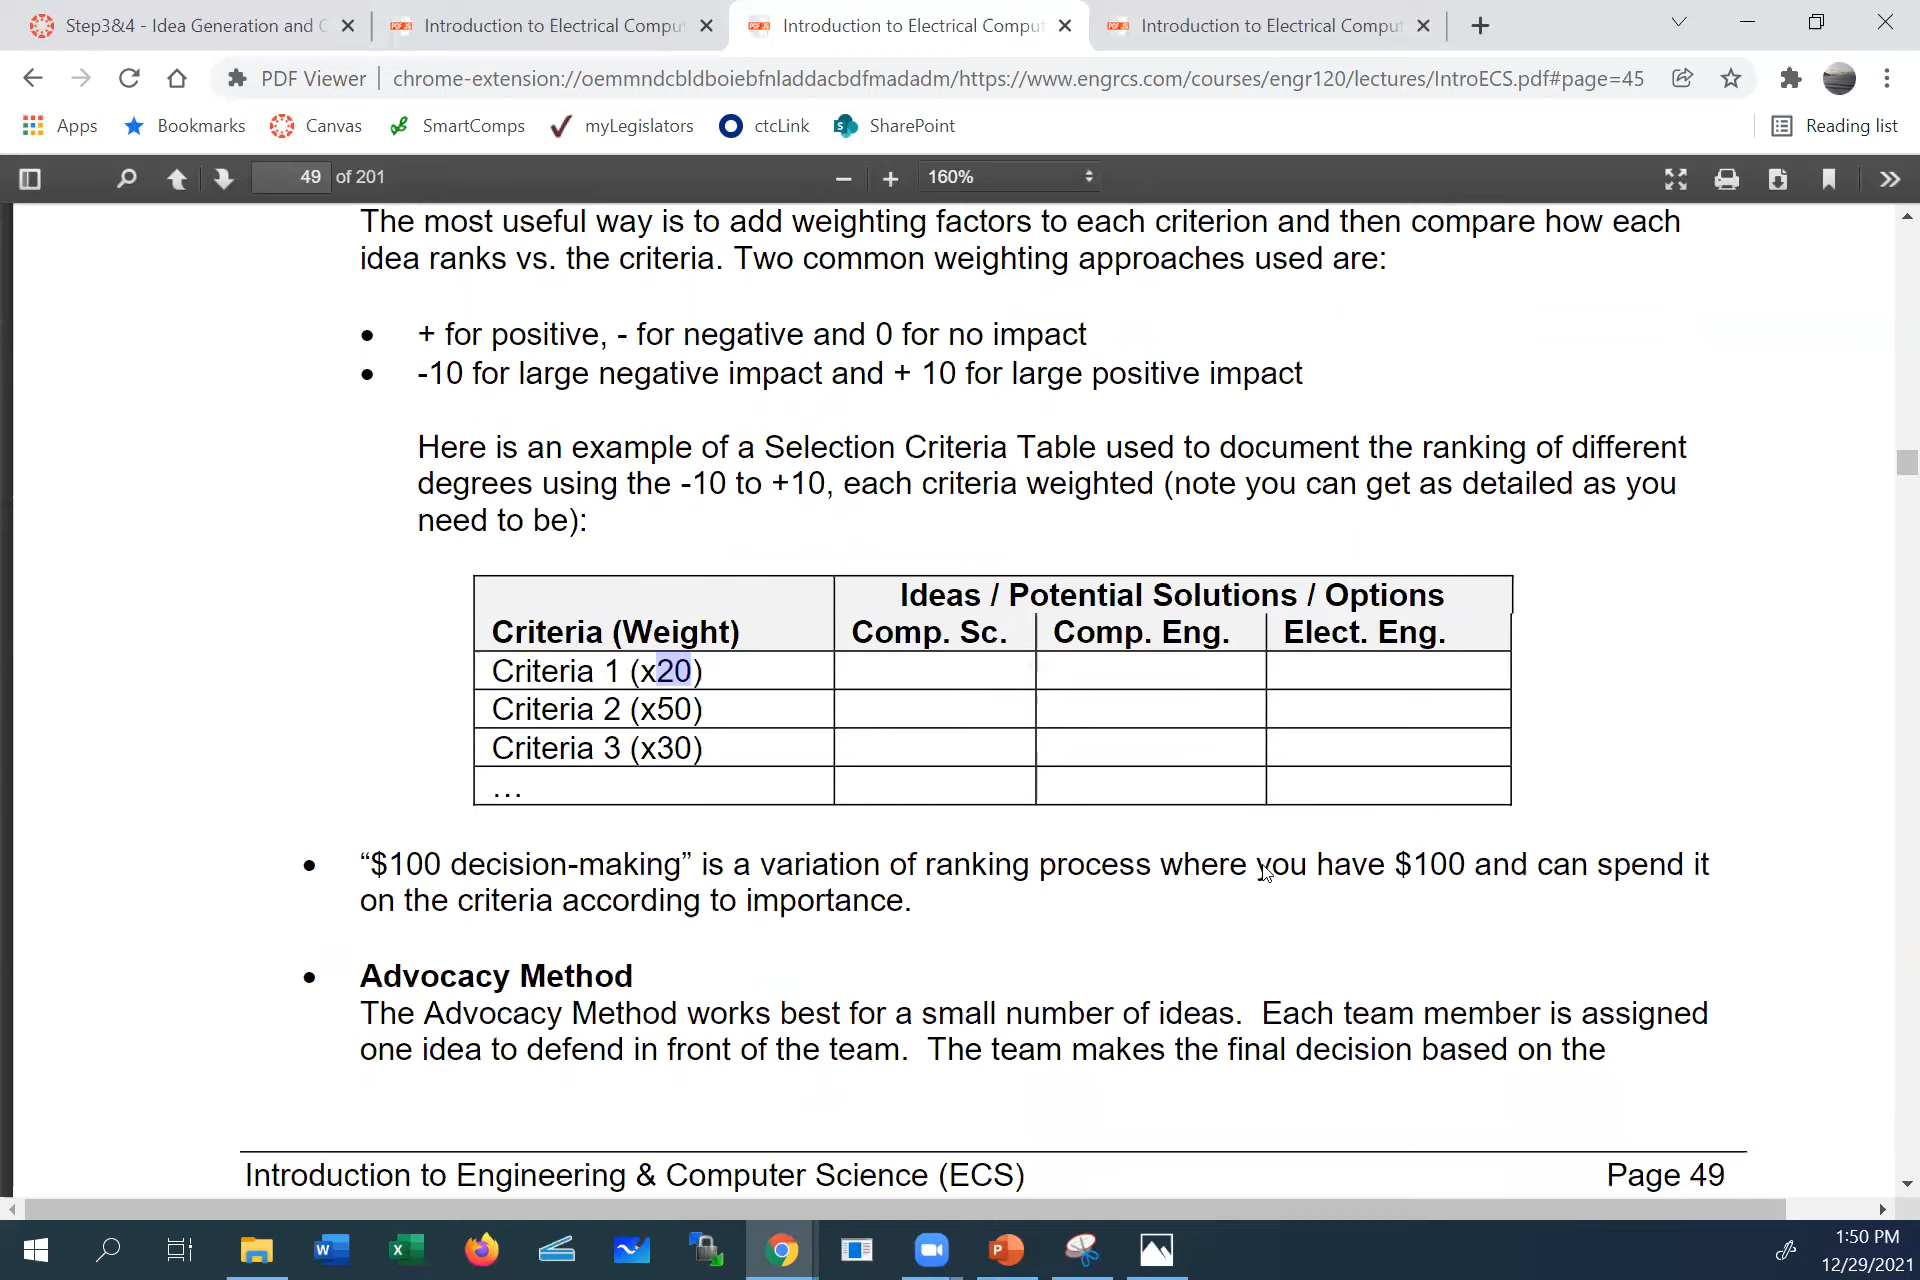 Step3&4 - Idea Generation and C
Introduction to Electrical Compu
Introduction to Electrical Comput
Introduction to Electrical Comput
PDF Viewer
chrome-extension://oemmndcbldboiebfnladdacbdfmadadm/https://www.engrcs.com/courses/engr120/lectures/IntroECS.pdf#page=45
Apps Bookmarks Canvas SmartComps myLegislators ctcLink SharePoint Reading list
49 of 201 160%
The most useful way is to add weighting factors to each criterion and then compare how each
idea ranks vs. the criteria. Two common weighting approaches used are:
• + for positive, - for negative and 0 for no impact
• -10 for large negative impact and + 10 for large positive impact
Here is an example of a Selection Criteria Table used to document the ranking of different
degrees using the -10 to +10, each criteria weighted (note you can get as detailed as you
need to be):
Ideas / Potential Solutions / Options
Criteria (Weight) Comp. Sc. Comp. Eng. Elect. Eng.
Criteria 1 (x20)
Criteria 2 (x50)
Criteria 3 (x30)
…
• “$100 decision-making” is a variation of ranking process where you have $100 and can spend it
on the criteria according to importance.
• Advocacy Method
The Advocacy Method works best for a small number of ideas. Each team member is assigned
one idea to defend in front of the team. The team makes the final decision based on the
Introduction to Engineering & Computer Science (ECS) Page 49
1:50 PM
12/29/2021